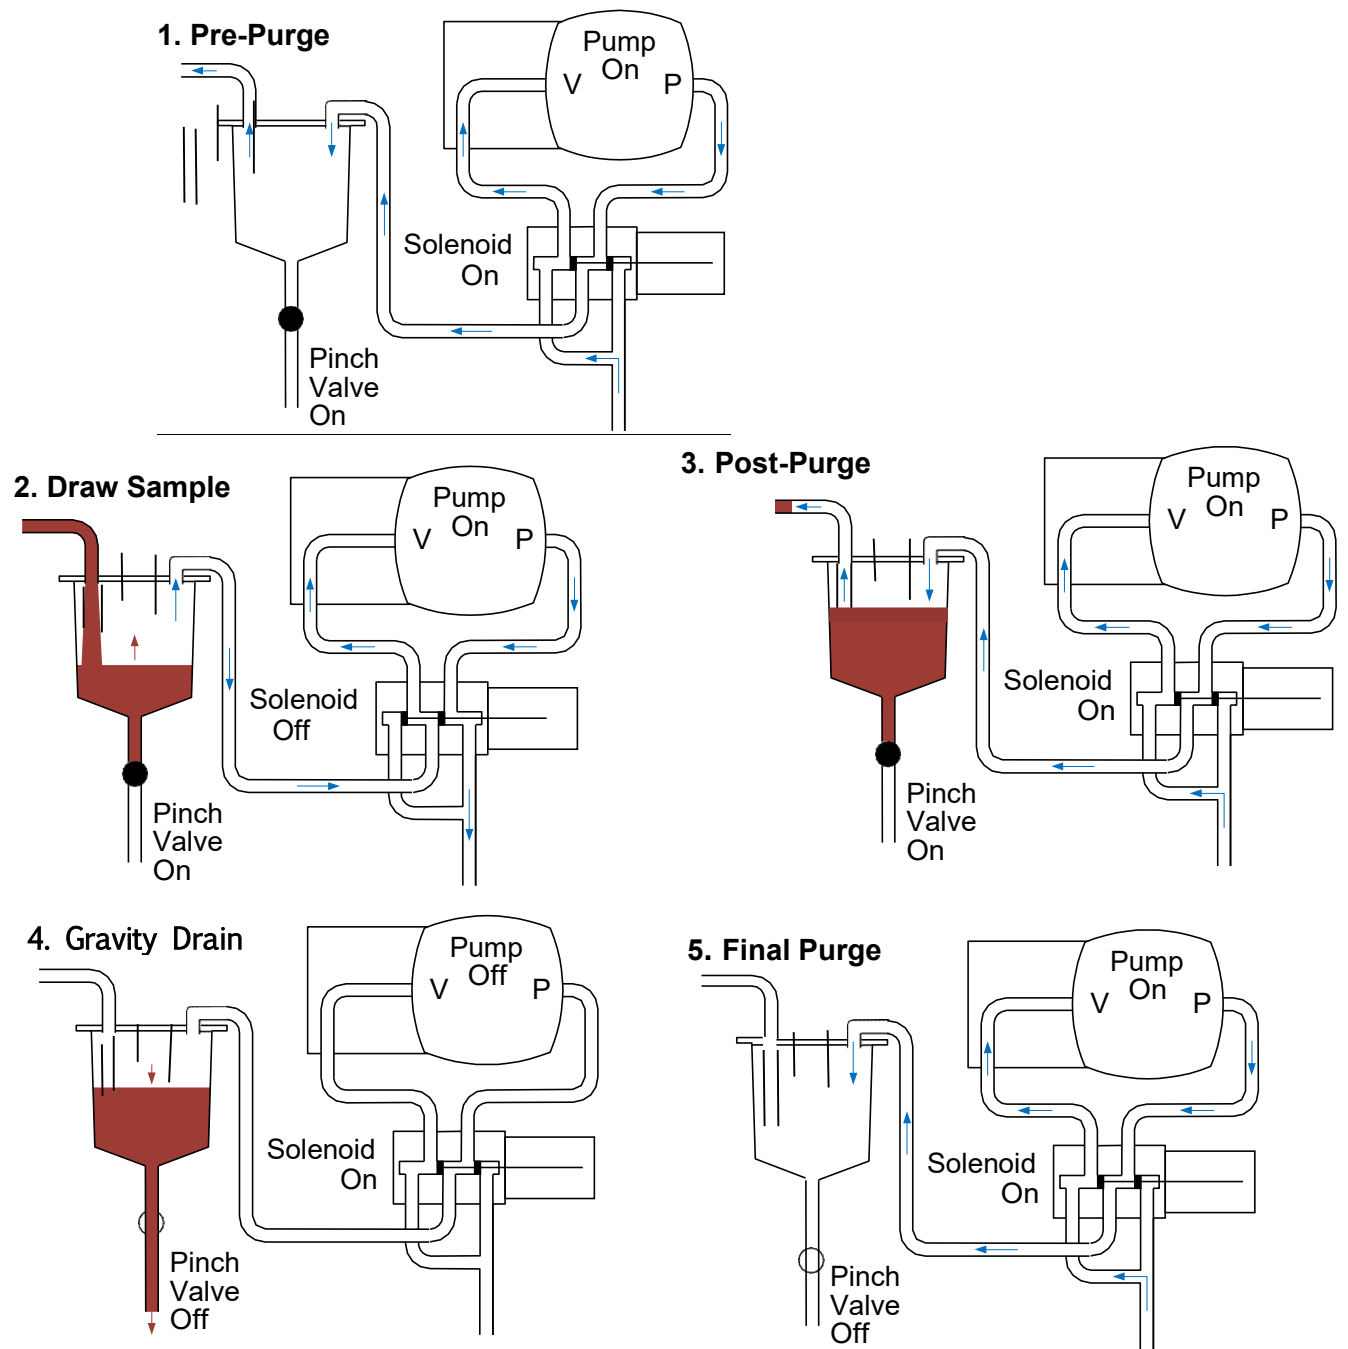 1. Pre-Purge
Pump
On
V P
Solenoid
On
Pinch
Valve
On
2. Draw Sample
Pump
On
V P
Solenoid
Off
Pinch
Valve
On
3. Post-Purge
Pump
On
V P
Solenoid
On
Pinch
Valve
On
4. Gravity Drain
Pump
Off
V P
Solenoid
On
Pinch
Valve
Off
5. Final Purge
Pump
On
V P
Solenoid
On
Pinch
Valve
Off